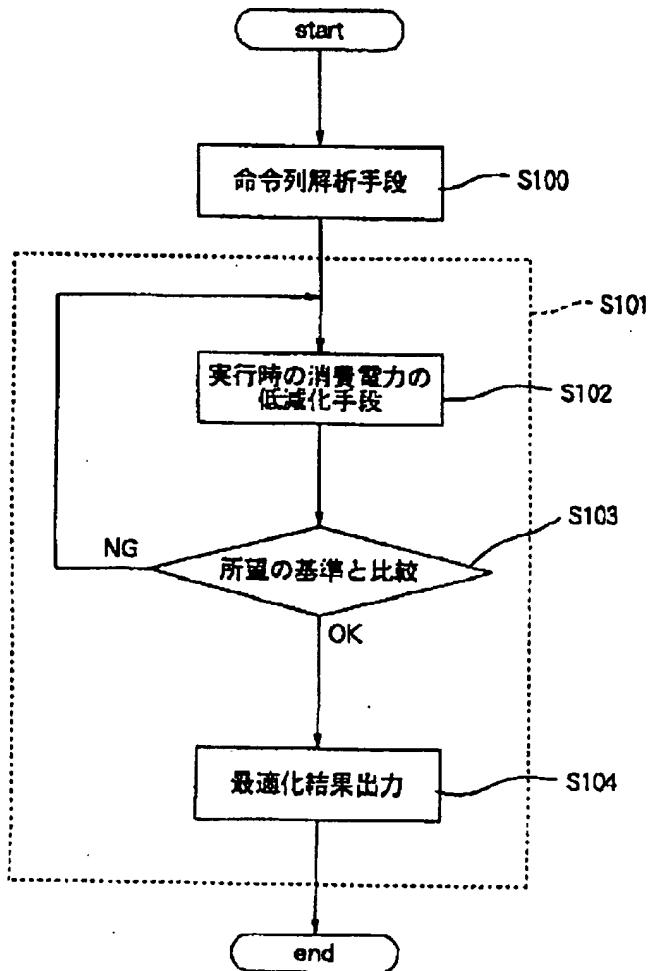 start
命令列解析手段
S100
S101
実行時の消費電力の
低減化手段
S102
S103
NG
所望の基準と比較
OK
最適化結果出力
S104
end